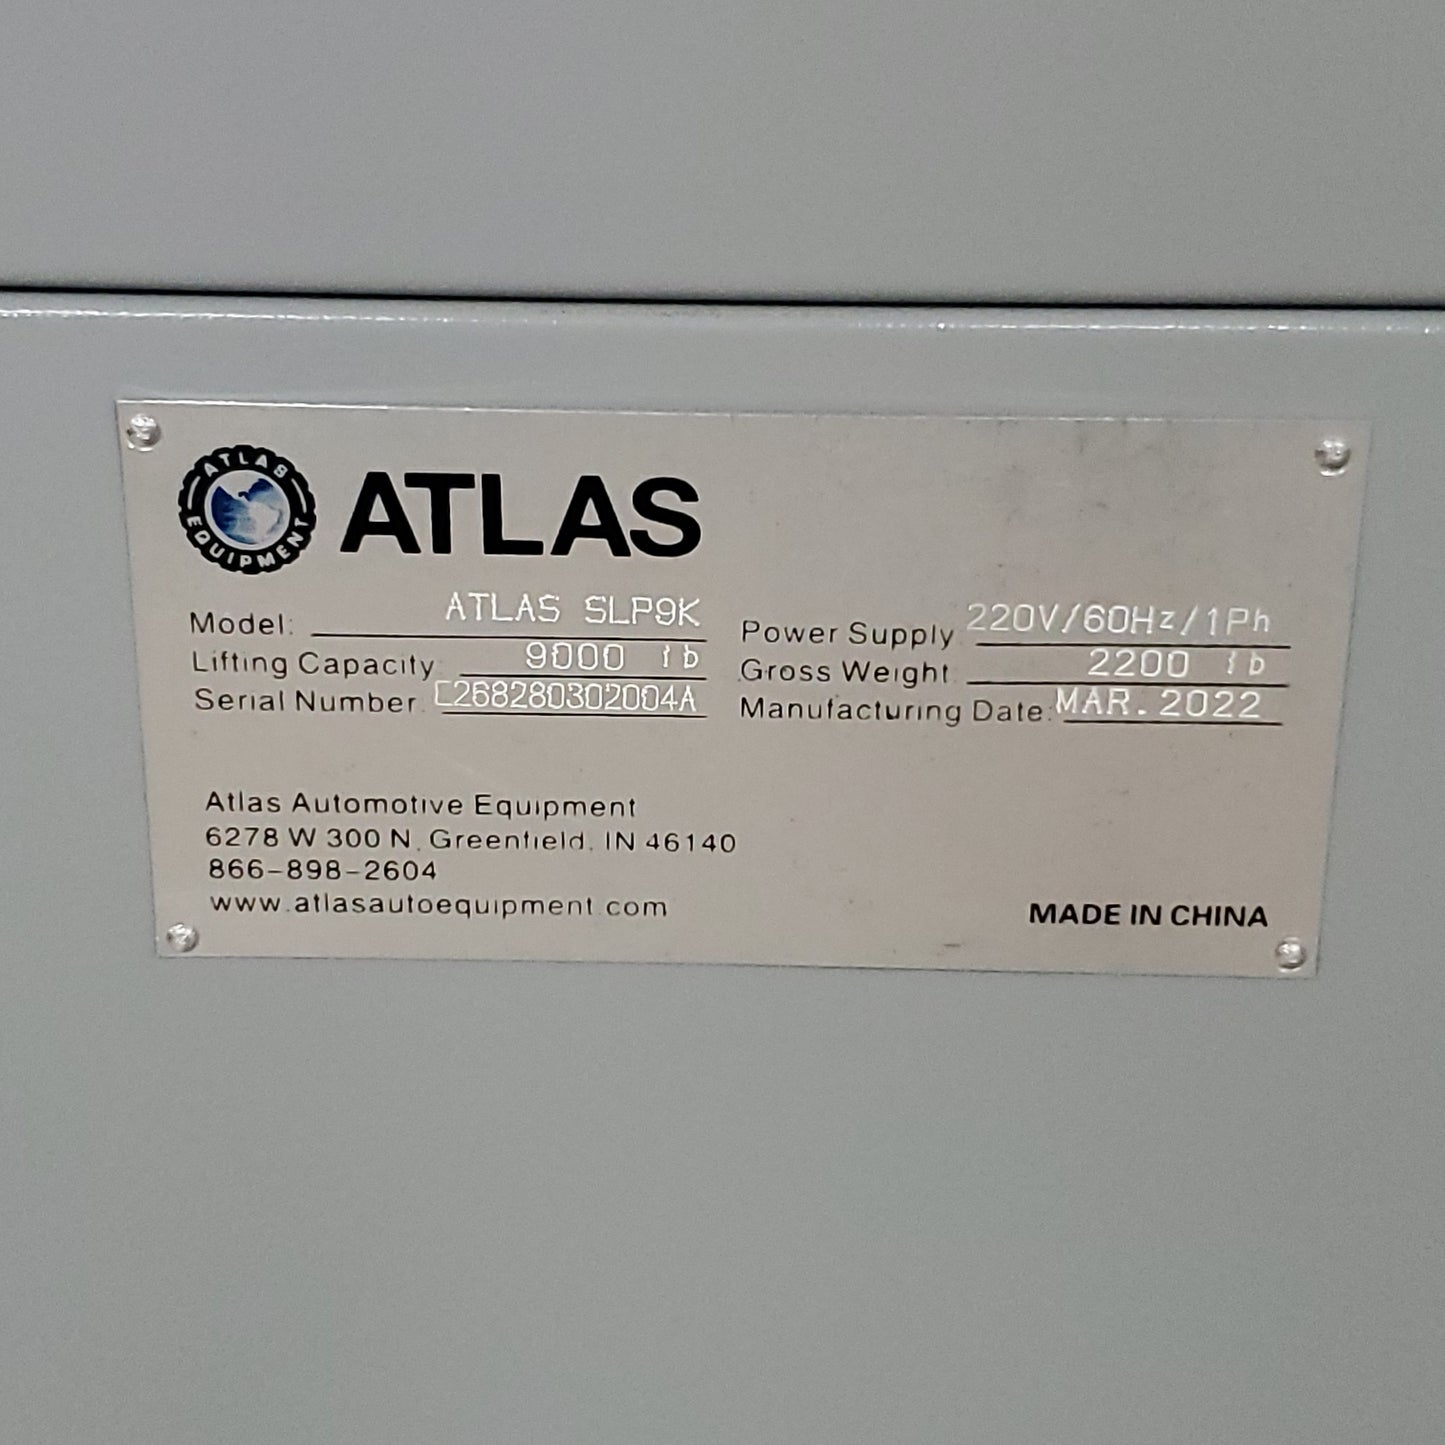 ATLAS EQUIPMENT
ATLAS
Model: ATLAS SLP9K
Lifting Capacity 9000 lb
Serial Number: C268280302004A
Power Supply 220V/60Hz/1Ph
Gross Weight 2200 lb
Manufacturing Date: MAR. 2022
Atlas Automotive Equipment
6278 W 300 N, Greenfield, IN 46140
866-898-2604
www.atlasautoequipment.com
MADE IN CHINA